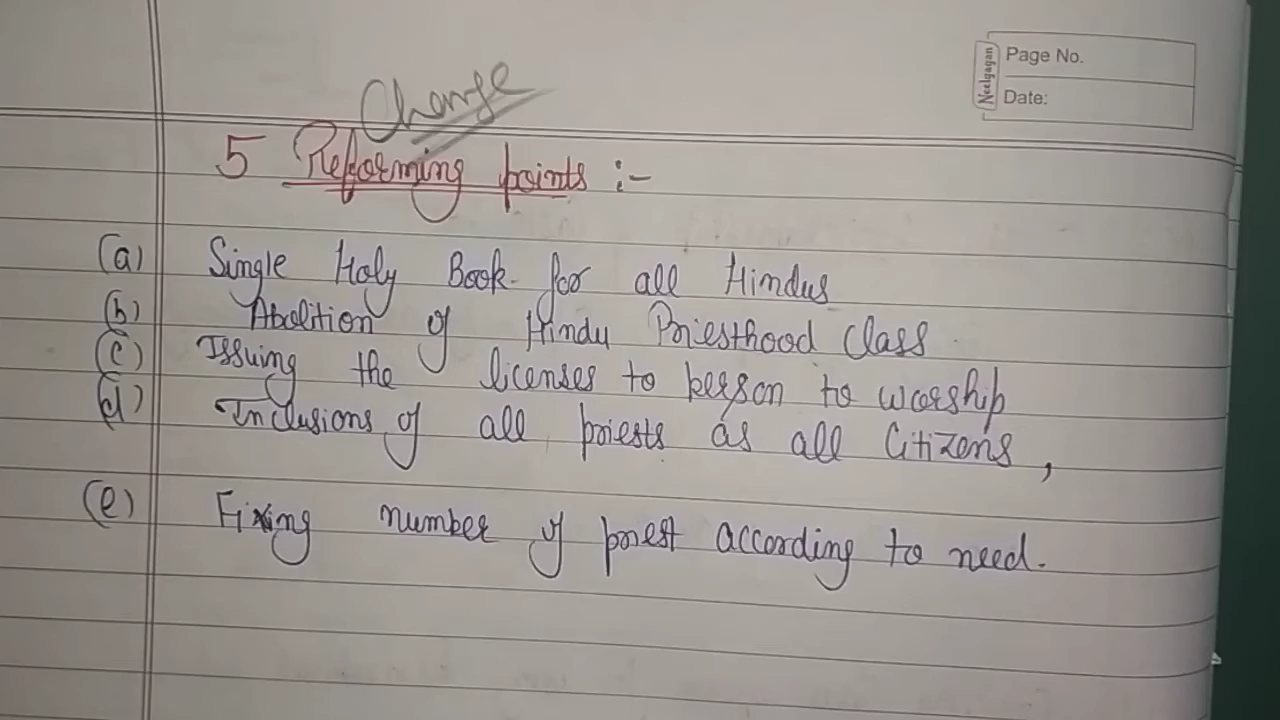 Neelgagan
Page No.
Date:
Change
5 Reforming points :-
(a) Single Holy Book for all Hindus
(b) Abolition of Hindu Priesthood Class
(c) Issuing the licenses to person to worship
(d) Inclusions of all priests as all Citizens,
(e) Fixing number of priest according to need.